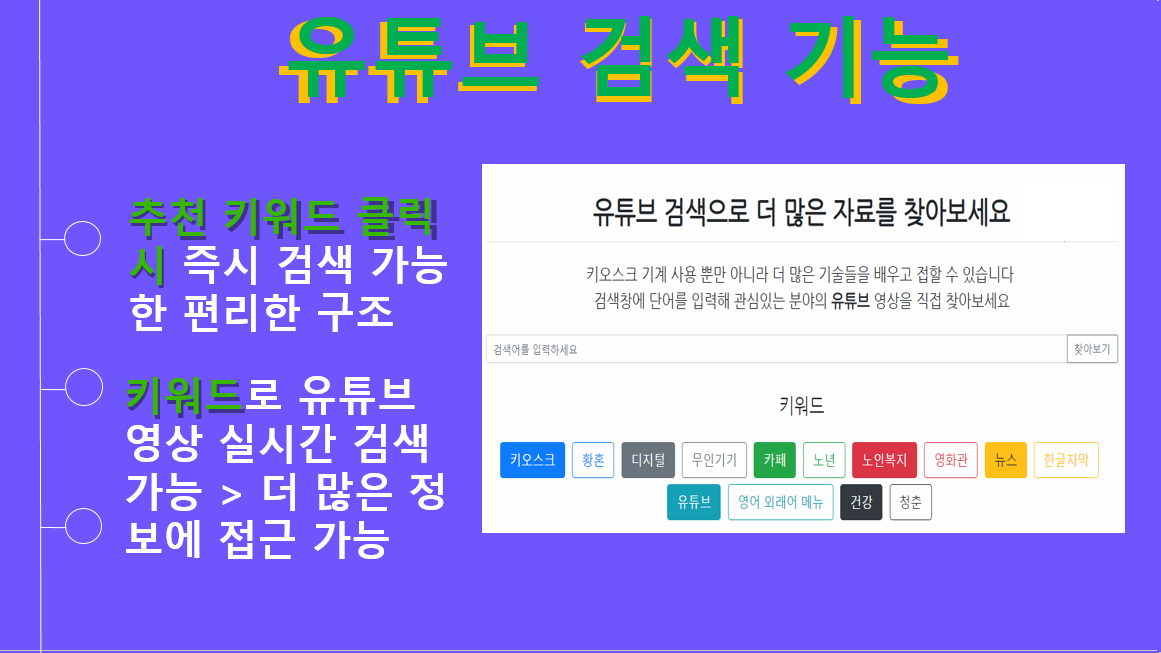 유튜브 검색 기능
추천 키워드 클릭
시 즉시 검색 가능
한 편리한 구조
키워드로 유튜브
영상 실시간 검색
가능 > 더 많은 정
보에 접근 가능
유튜브 검색으로 더 많은 자료를 찾아보세요
키오스크 기계 사용 뿐만 아니라 더 많은 기술들을 배우고 접할 수 있습니다
검색창에 단어를 입력해 관심있는 분야의 유튜브 영상을 직접 찾아보세요
검색어를 입력하세요 찾아보기
키워드
키오스크 황혼 디지털 무인기기 카페 노년 노인복지 영화관 뉴스 한글자막
유튜브 영어 외래어 메뉴 건강 청춘